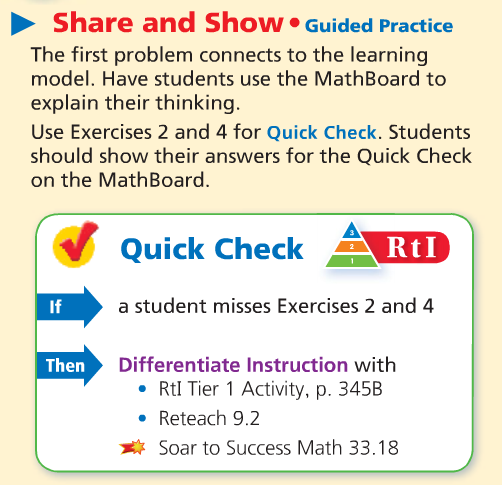 Share and Show • Guided Practice
The first problem connects to the learning
model. Have students use the MathBoard to
explain their thinking.
Use Exercises 2 and 4 for Quick Check. Students
should show their answers for the Quick Check
on the MathBoard.
Quick Check
3
2
1
RtI
If
a student misses Exercises 2 and 4
Then
Differentiate Instruction with
• RtI Tier 1 Activity, p. 345B
• Reteach 9.2
Soar to Success Math 33.18